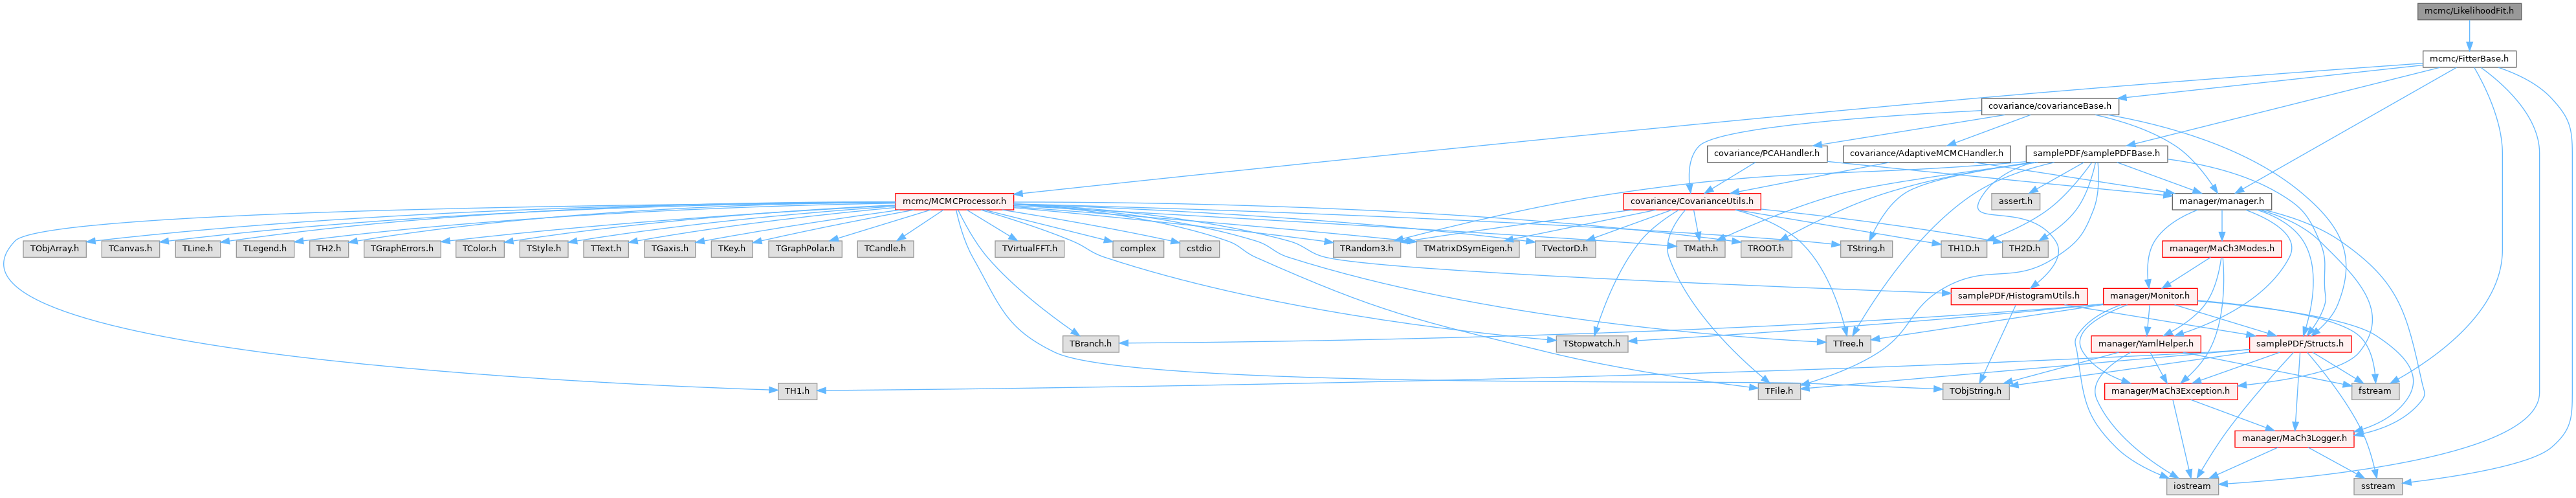 mcmc/LikelihoodFit.h
mcmc/FitterBase.h
covariance/covarianceBase.h
covariance/PCAHandler.h
covariance/AdaptiveMCMCHandler.h
samplePDF/samplePDFBase.h
mcmc/MCMCProcessor.h
covariance/CovarianceUtils.h
assert.h
manager/manager.h
TObjArray.h
TCanvas.h
TLine.h
TLegend.h
TH2.h
TGraphErrors.h
TColor.h
TStyle.h
TText.h
TGaxis.h
TKey.h
TGraphPolar.h
TCandle.h
TVirtualFFT.h
complex
cstdio
TRandom3.h
TMatrixDSymEigen.h
TVectorD.h
TMath.h
TROOT.h
TString.h
TH1D.h
TH2D.h
manager/MaCh3Modes.h
samplePDF/HistogramUtils.h
manager/Monitor.h
TBranch.h
TStopwatch.h
TTree.h
manager/YamlHelper.h
samplePDF/Structs.h
TH1.h
TFile.h
TObjString.h
manager/MaCh3Exception.h
fstream
manager/MaCh3Logger.h
iostream
sstream